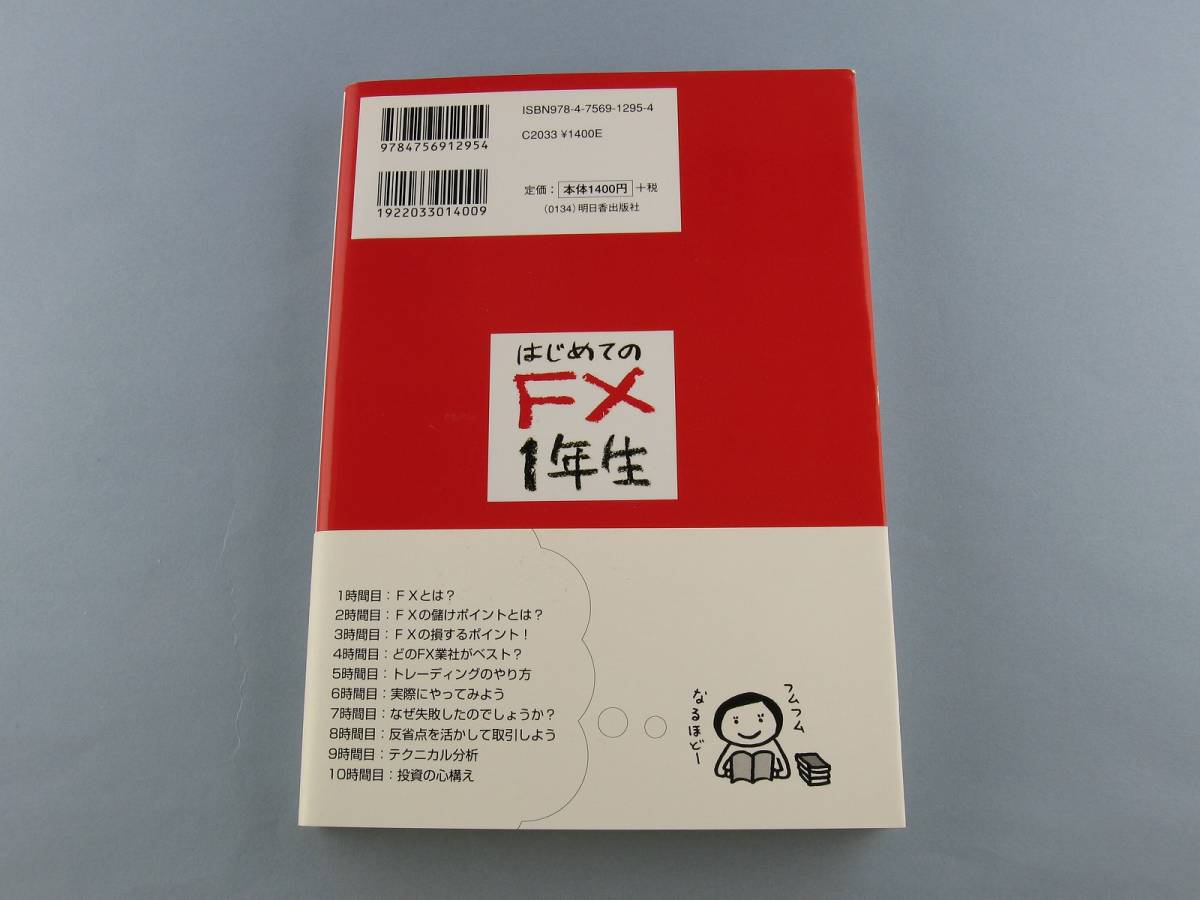 ISBN978-4-7569-1295-4
9784756912954
C2033 ¥1400E
1922033014009
定価：本体1400円+税
（0134）明日香出版社
はじめての
FX
1年生
1時間目：ＦＸとは？
2時間目：ＦＸの儲けポイントとは？
3時間目：ＦＸの損するポイント！
4時間目：どのFX業社がベスト？
5時間目：トレーディングのやり方
6時間目：実際にやってみよう
7時間目：なぜ失敗したのでしょうか？
8時間目：反省点を活かして取引しよう
9時間目：テクニカル分析
10時間目：投資の心構え
フムフム
なるほどー